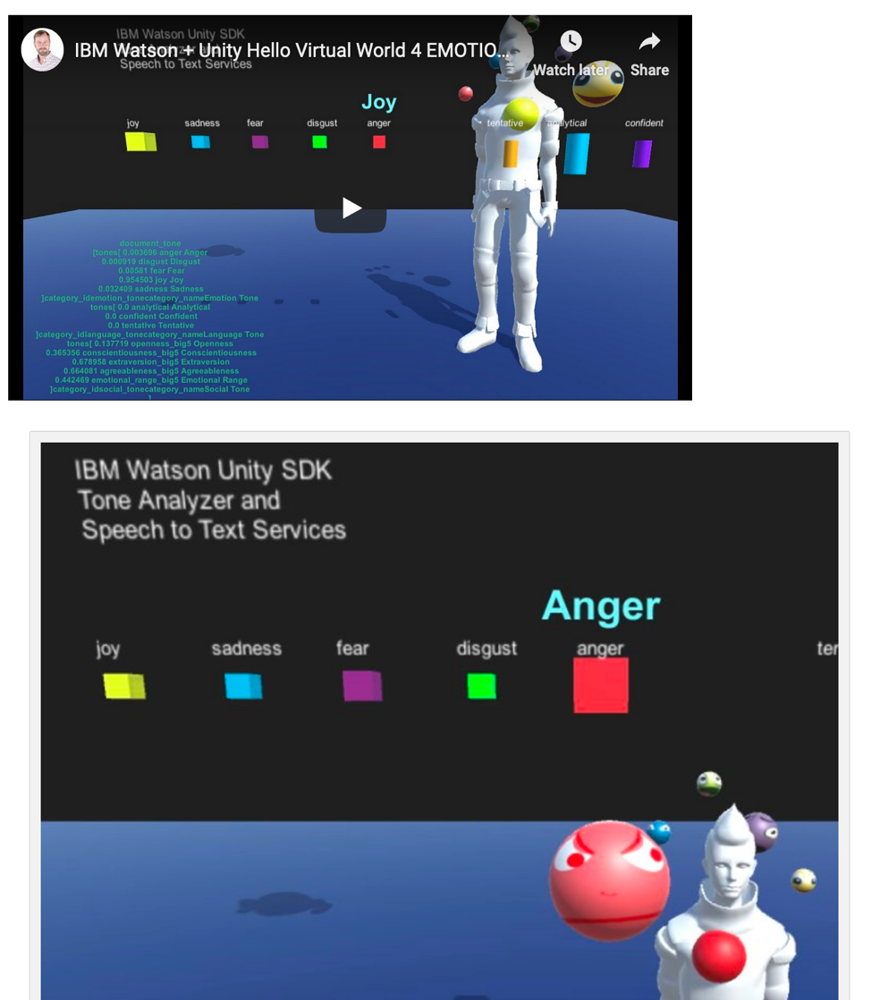 IBM Watson Unity SDK
Tone Analyzer and
Speech to Text Services
IBM Watson + Unity Hello Virtual World 4 EMOTIO...
Watch later
Share
Joy
joy
sadness
fear
disgust
anger
tentative
analytical
confident
document_tone
[tones[ 0.003696 anger Anger
0.000919 disgust Disgust
0.00581 fear Fear
0.954503 joy Joy
0.032409 sadness Sadness
]category_idemotion_tonecategory_nameEmotion Tone
tones[ 0.0 analytical Analytical
0.0 confident Confident
0.0 tentative Tentative
]category_idlanguage_tonecategory_nameLanguage Tone
tones[ 0.137719 openness_big5 Openness
0.365356 conscientiousness_big5 Conscientiousness
0.678958 extraversion_big5 Extraversion
0.664081 agreeableness_big5 Agreeableness
0.442469 emotional_range_big5 Emotional Range
]category_idsocial_tonecategory_nameSocial Tone
]
IBM Watson Unity SDK
Tone Analyzer and
Speech to Text Services
Anger
joy
sadness
fear
disgust
anger
ter